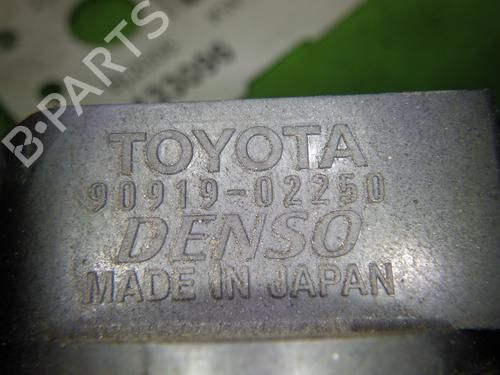 B-PARTS
TOYOTA
90919-02250
DENSO
MADE IN JAPAN